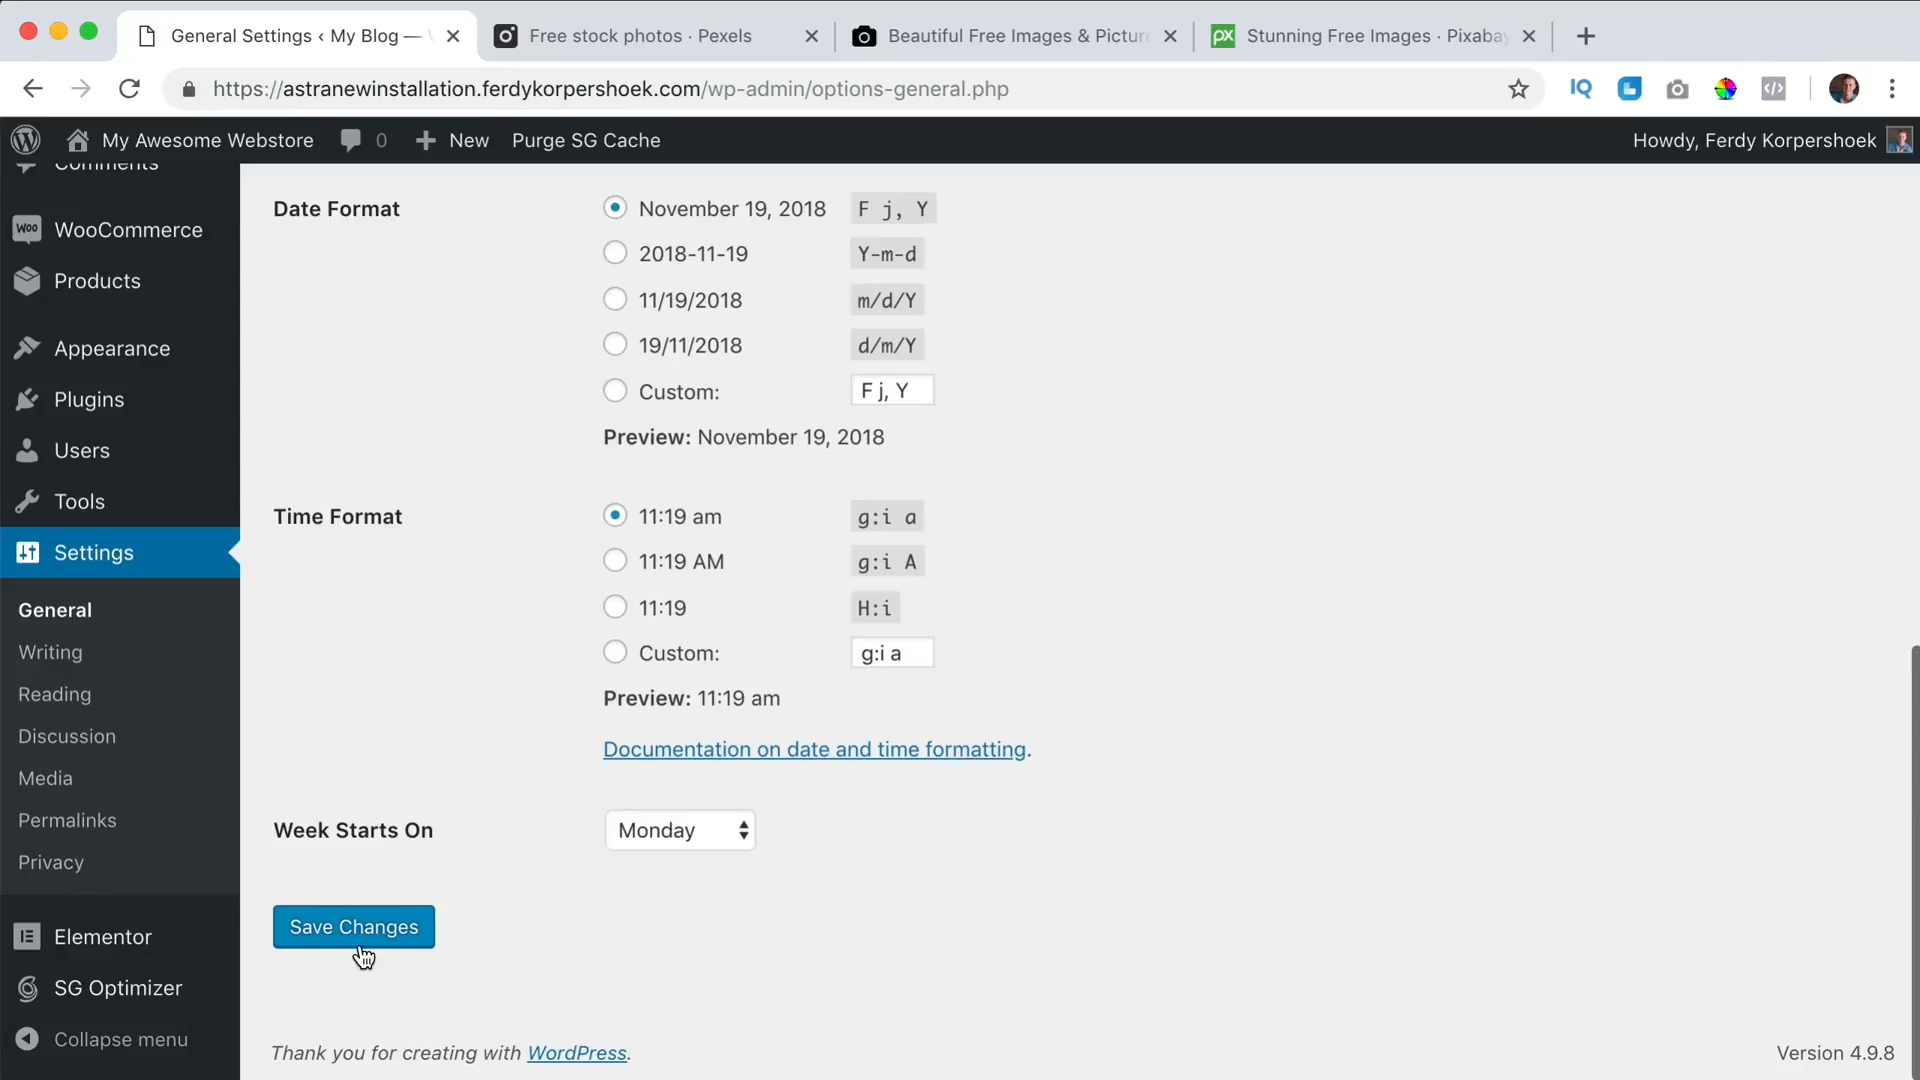 General Settings ‹ My Blog —
Free stock photos · Pexels
Beautiful Free Images & Picture
Stunning Free Images · Pixabay
https://astranewinstallation.ferdykorpershoek.com/wp-admin/options-general.php
IQ
My Awesome Webstore
0
New
Purge SG Cache
Howdy, Ferdy Korpershoek
Comments
WooCommerce
Products
Appearance
Plugins
Users
Tools
Settings
General
Writing
Reading
Discussion
Media
Permalinks
Privacy
Elementor
SG Optimizer
Collapse menu
Date Format
November 19, 2018 F j, Y
2018-11-19 Y-m-d
11/19/2018 m/d/Y
19/11/2018 d/m/Y
Custom: F j, Y
Preview: November 19, 2018
Time Format
11:19 am g:i a
11:19 AM g:i A
11:19 H:i
Custom: g:i a
Preview: 11:19 am
Documentation on date and time formatting.
Week Starts On Monday
Save Changes
Thank you for creating with WordPress.
Version 4.9.8